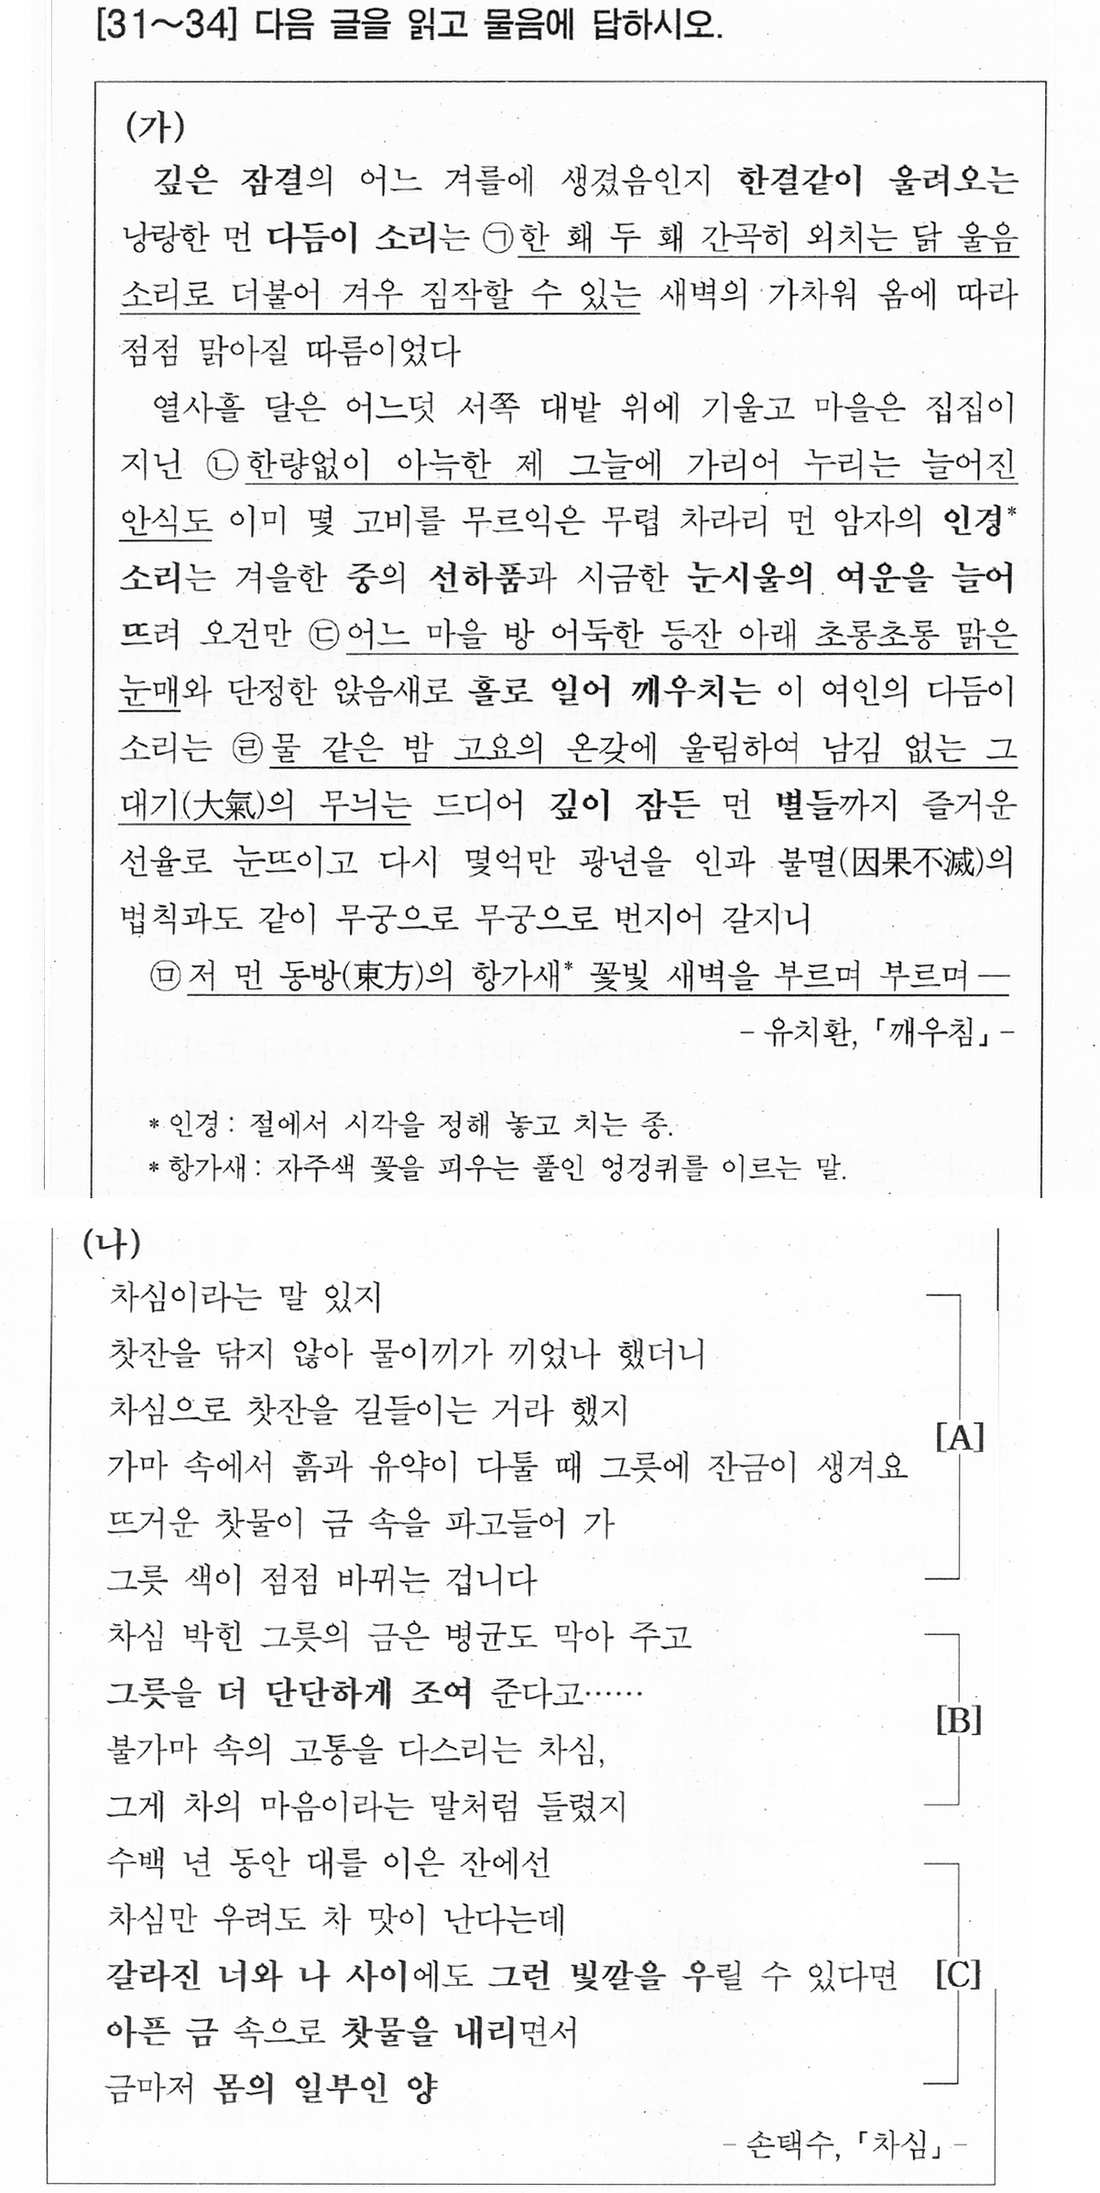 [31～34] 다음 글을 읽고 물음에 답하시오.
(가)
깊은 잠결의 어느 겨를에 생겼음인지 한결같이 울려오는
낭랑한 먼 다듬이 소리는 ㉠한 홰 두 홰 간곡히 외치는 닭 울음
소리로 더불어 겨우 짐작할 수 있는 새벽의 가차워 옴에 따라
점점 맑아질 따름이었다
열사흘 달은 어느덧 서쪽 대밭 위에 기울고 마을은 집집이
지닌 ㉡한량없이 아늑한 제 그늘에 가리어 누리는 늘어진
안식도 이미 몇 고비를 무르익은 무렵 차라리 먼 암자의 인경*
소리는 겨을한 중의 선하품과 시금한 눈시울의 여운을 늘어
뜨려 오건만 ㉢어느 마을 방 어둑한 등잔 아래 초롱초롱 맑은
눈매와 단정한 앉음새로 홀로 일어 깨우치는 이 여인의 다듬이
소리는 ㉣물 같은 밤 고요의 온갖에 울림하여 남김 없는 그
대기(大氣)의 무늬는 드디어 깊이 잠든 먼 별들까지 즐거운
선율로 눈뜨이고 다시 몇억만 광년을 인과 불멸(因果不滅)의
법칙과도 같이 무궁으로 무궁으로 번지어 갈지니
㉤저 먼 동방(東方)의 항가새* 꽃빛 새벽을 부르며 부르며―
- 유치환, 「깨우침」 -
* 인경 : 절에서 시각을 정해 놓고 치는 종.
* 항가새 : 자주색 꽃을 피우는 풀인 엉겅퀴를 이르는 말.
(나)
차심이라는 말 있지
찻잔을 닦지 않아 물이끼가 끼었나 했더니
차심으로 찻잔을 길들이는 거라 했지
[A]
가마 속에서 흙과 유약이 다툴 때 그릇에 잔금이 생겨요
뜨거운 찻물이 금 속을 파고들어 가
그릇 색이 점점 바뀌는 겁니다
차심 박힌 그릇의 금은 병균도 막아 주고
그릇을 더 단단하게 조여 준다고……
[B]
불가마 속의 고통을 다스리는 차심,
그게 차의 마음이라는 말처럼 들렸지
수백 년 동안 대를 이은 잔에선
차심만 우려도 차 맛이 난다는데
갈라진 너와 나 사이에도 그런 빛깔을 우릴 수 있다면 [C]
아픈 금 속으로 찻물을 내리면서
금마저 몸의 일부인 양
- 손택수, 「차심」 -